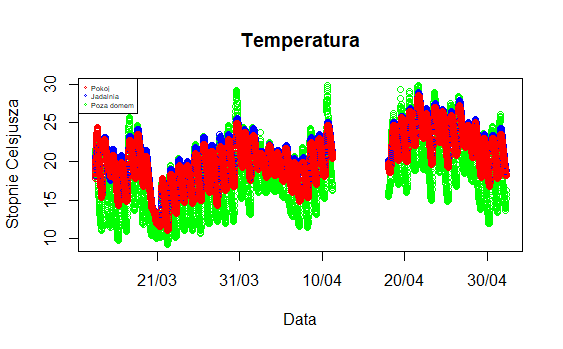 Temperatura
Stopnie Celsjusza
30
25
20
15
10
Pokoj
Jadalnia
Poza domem
21/03
31/03
10/04
20/04
30/04
Data